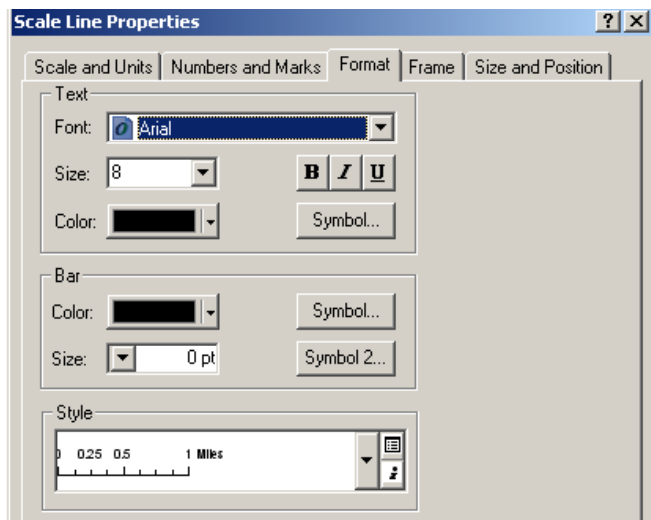 Scale Line Properties
Scale and Units Numbers and Marks Format Frame Size and Position
Text
Font: Arial
Size: 8 B I U
Color: Symbol...
Bar
Color: Symbol...
Size: 0 pt Symbol 2...
Style
0 0.25 0.5 1 Miles